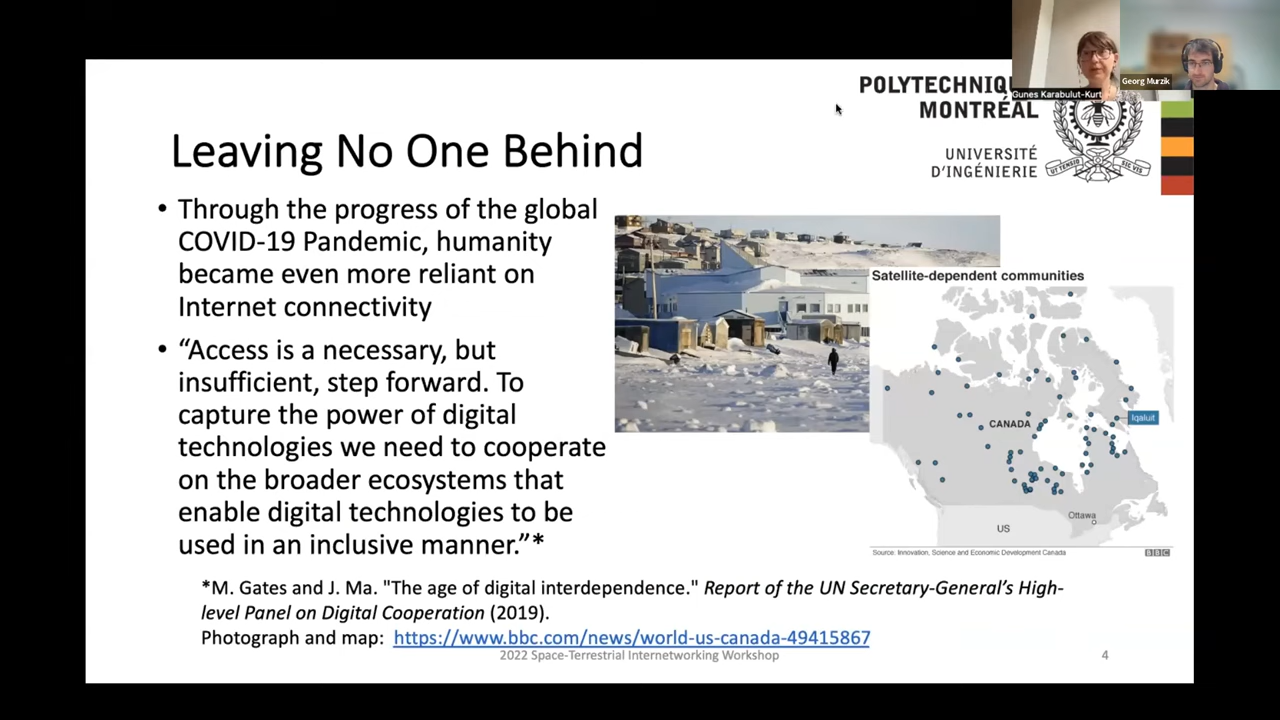 Georg Murzik
Gunes Karabulut-Kurt
POLYTECHNIQ
MONTRÉAL
UNIVERSITÉ
D'INGÉNIERIE
UT TENSIO SIC VIS
Leaving No One Behind
• Through the progress of the global
COVID-19 Pandemic, humanity
became even more reliant on
Internet connectivity
• “Access is a necessary, but
insufficient, step forward. To
capture the power of digital
technologies we need to cooperate
on the broader ecosystems that
enable digital technologies to be
used in an inclusive manner.”*
Satellite-dependent communities
CANADA
Iqaluit
Ottawa
US
Source: Innovation, Science and Economic Development Canada
BBC
*M. Gates and J. Ma. "The age of digital interdependence." Report of the UN Secretary-General’s High-
level Panel on Digital Cooperation (2019).
Photograph and map: https://www.bbc.com/news/world-us-canada-49415867
2022 Space-Terrestrial Internetworking Workshop
4